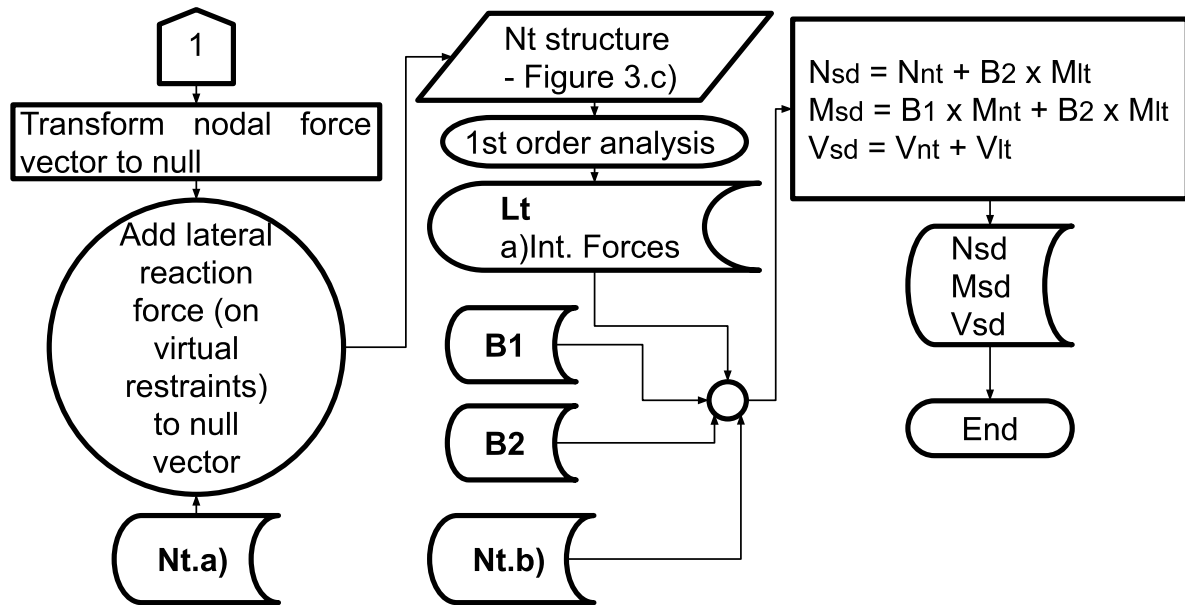 1
Transform nodal force
vector to null
Add lateral
reaction
force (on
virtual
restraints)
to null
vector
Nt.a)
Nt structure
- Figure 3.c)
1st order analysis
Lt
a)Int. Forces
B1
B2
Nt.b)
Nsd = Nnt + B2 x Mlt
Msd = B1 x Mnt + B2 x Mlt
Vsd = Vnt + Vlt
Nsd
Msd
Vsd
End